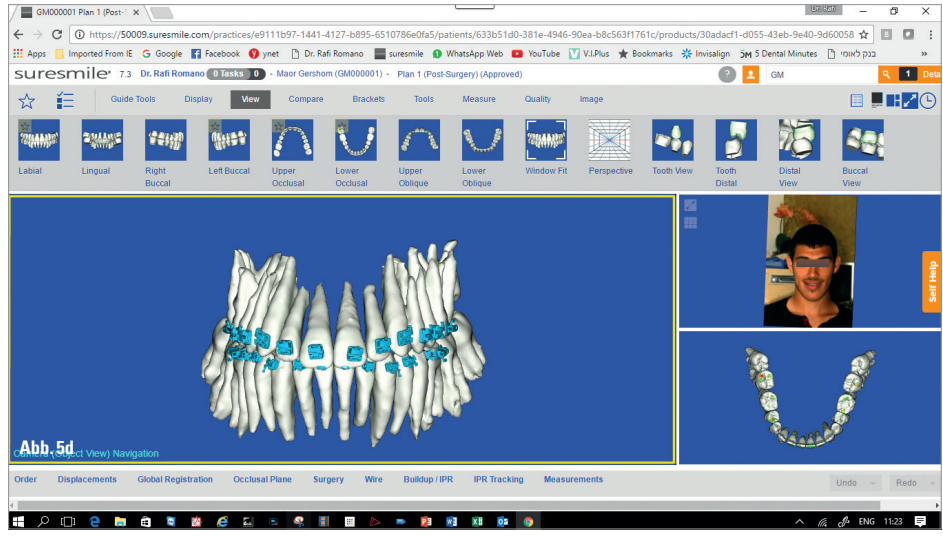 GM000001 Plan 1 (Post-S
Dr. Rafi
https://50009.suresmile.com/practices/e9111b97-1441-4127-b895-6510786e0fa5/patients/633b51d0-381e-4946-90ea-b8c563f1761c/products/30adacf1-d055-43eb-9e40-9d60058
Apps Imported From IE Google Facebook ynet Dr. Rafi Romano suresmile WhatsApp Web YouTube V.I.Plus Bookmarks Invisalign 5 Dental Minutes בנק לאומי »
suresmile 7.3 Dr. Rafi Romano 0 Tasks 0 - Maor Gershom (GM000001) - Plan 1 (Post-Surgery) (Approved) ? GM 1 Deta
Guide Tools Display View Compare Brackets Tools Measure Quality Image
Labial Lingual Right Buccal Left Buccal Upper Occlusal Lower Occlusal Upper Oblique Lower Oblique Window Fit Perspective Tooth View Tooth Distal Distal View Buccal View
Self Help
Abb. 5d
(Object View) Navigation
Order Displacements Global Registration Occlusal Plane Surgery Wire Buildup / IPR IPR Tracking Measurements Undo Redo
ENG 11:23